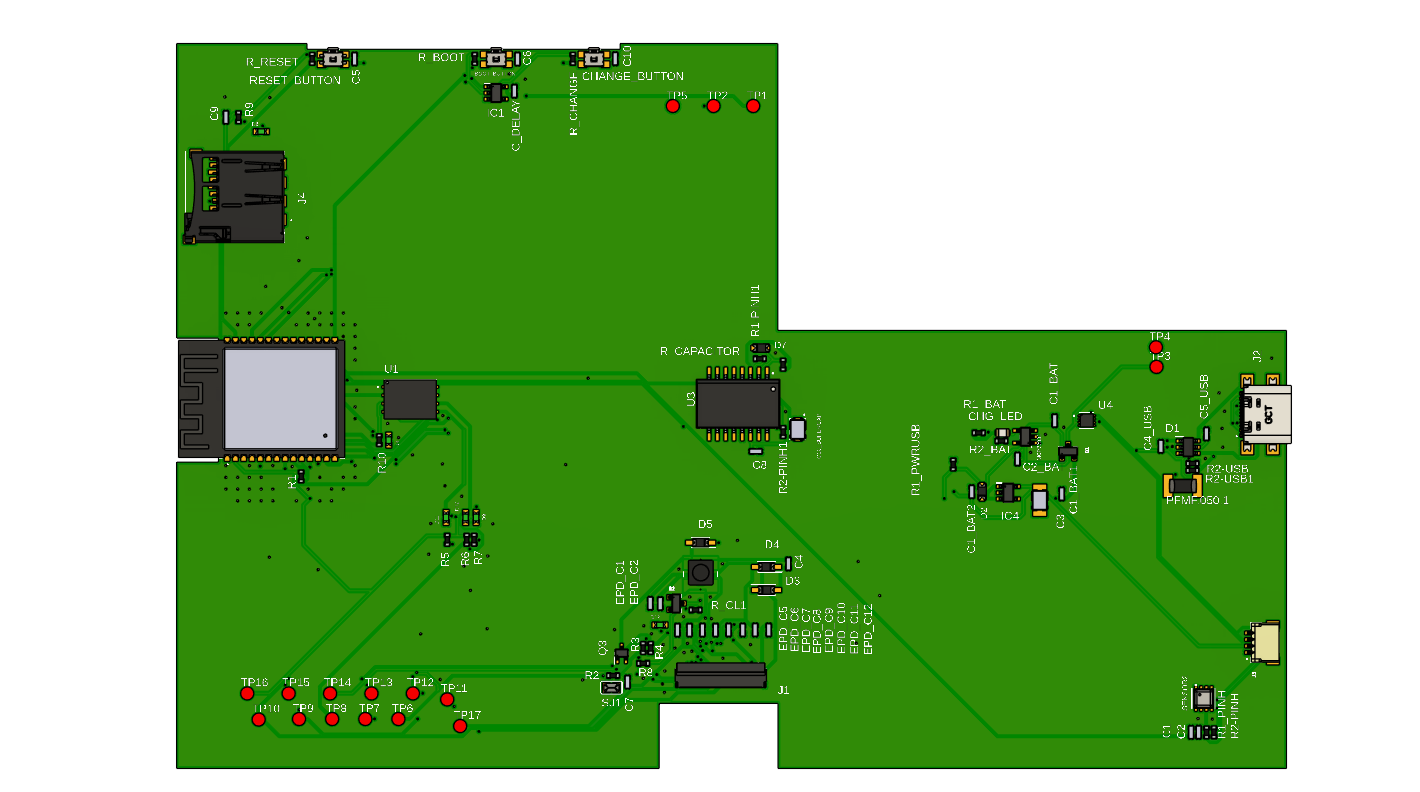 R_BOOT
C6
C10
R_RESET
RESET BUTTON
C5
CHANGE BUTTON
R_CHANGE
TP5
TP2
TP1
IC1
C_DELAY
C9
R9
J4
R1_PINH1
R_CAPACITOR
D7
TP4
TP3
J2
U1
U3
C1_BAT
R1_BAT
U4
CHG_LED
C5_USB
C4_USB
D1
GCT
R2_BAT
R10
R1
R2-PINH1
R1_PWRUSB
C2_BA
C1_BAT1
R2-USB
R2-USB1
IC4
C3
C1_BAT2
D5
D4
C4
D3
R5
R6
R7
EPD_C1
EPD_C2
R_CL1
EPD_C5
EPD_C6
EPD_C7
EPD_C8
EPD_C9
EPD_C10
EPD_C11
EPD_C12
Q3
R3
R4
R8
R2
SJ1
C7
J1
TP16
TP15
TP14
TP13
TP12
TP11
TP10
TP9
TP8
TP7
TP6
TP17
C1
C2
R1_PINH
R2-PINH